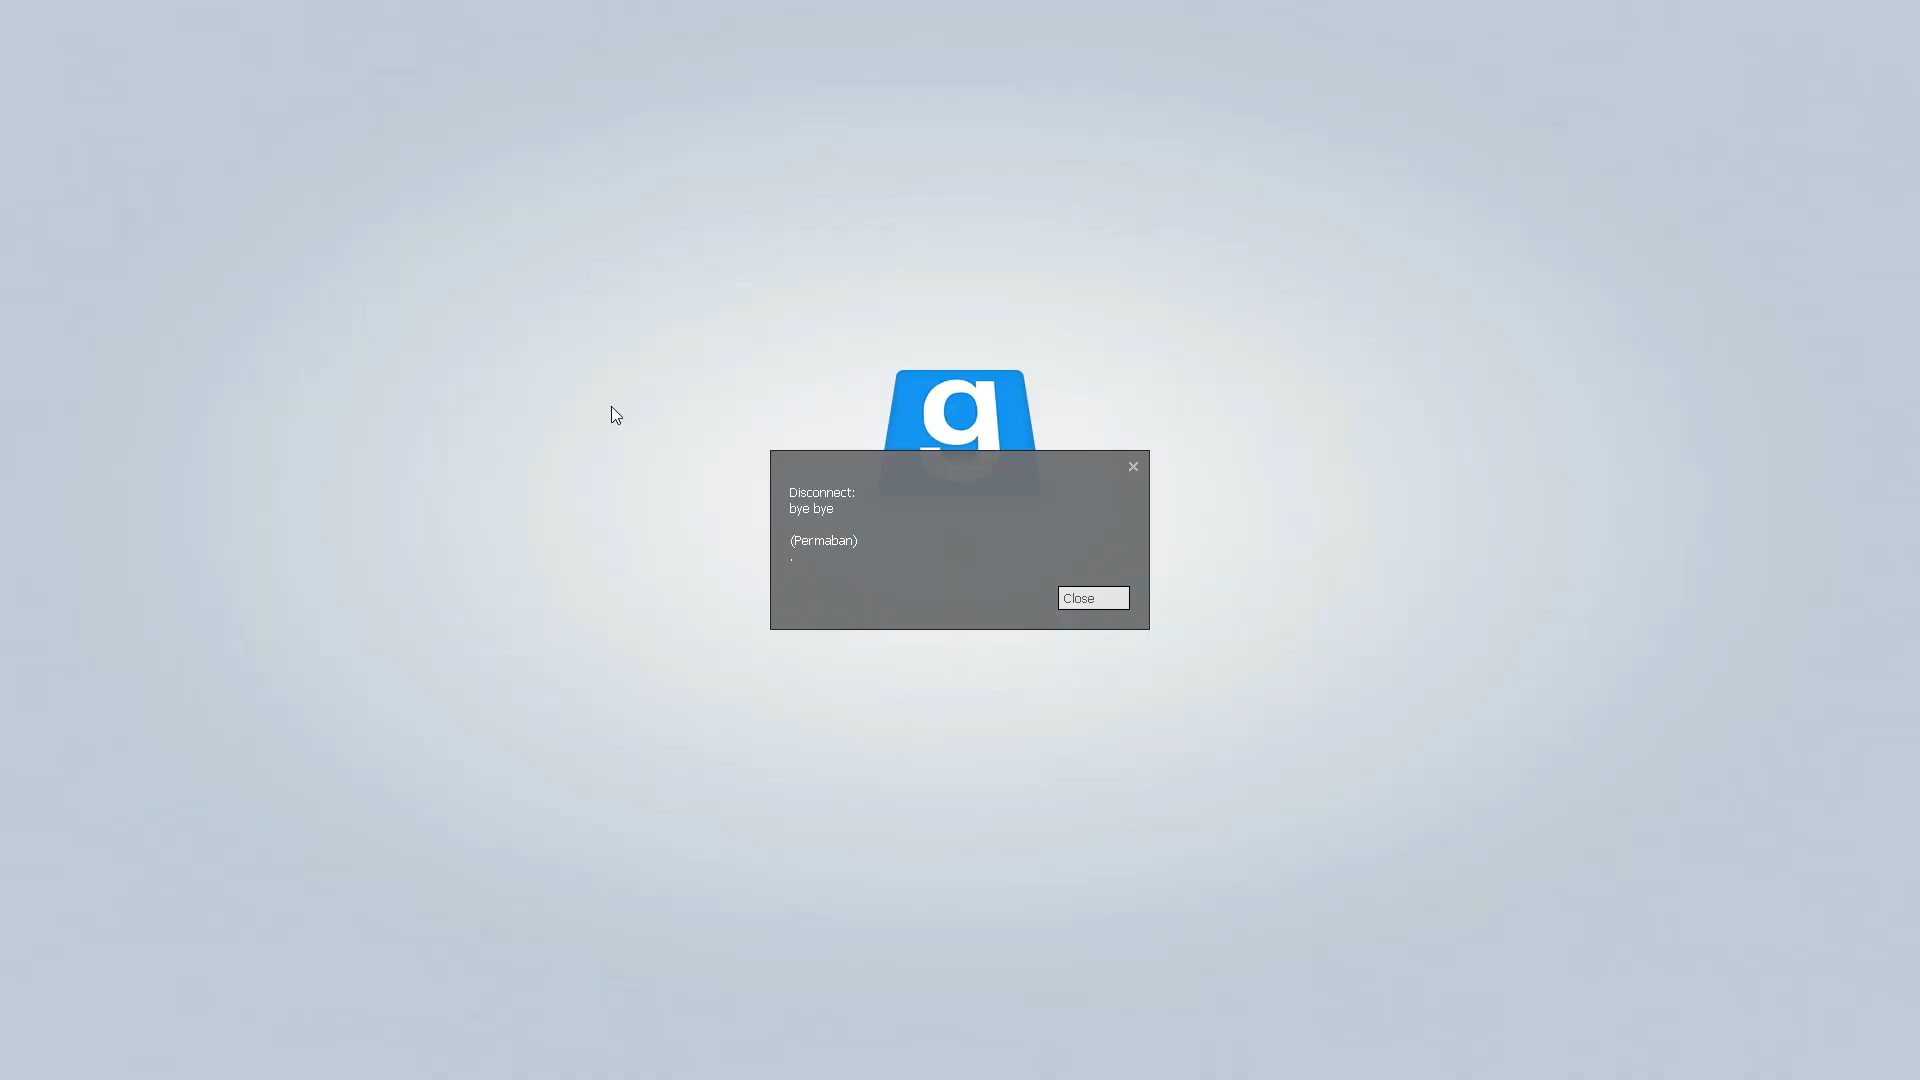 g
Disconnect:
bye bye
(Permaban)
.
Close